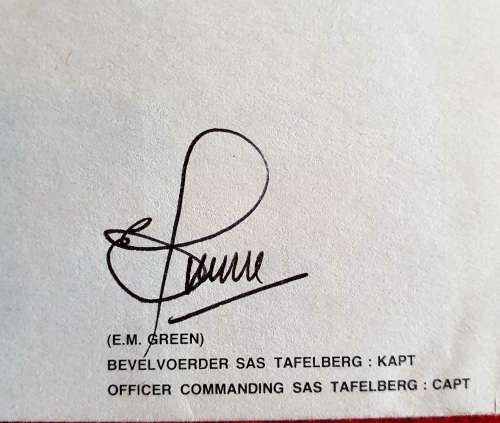 (E.M. GREEN)
BEVELVOERDER SAS TAFELBERG : KAPT
OFFICER COMMANDING SAS TAFELBERG : CAPT